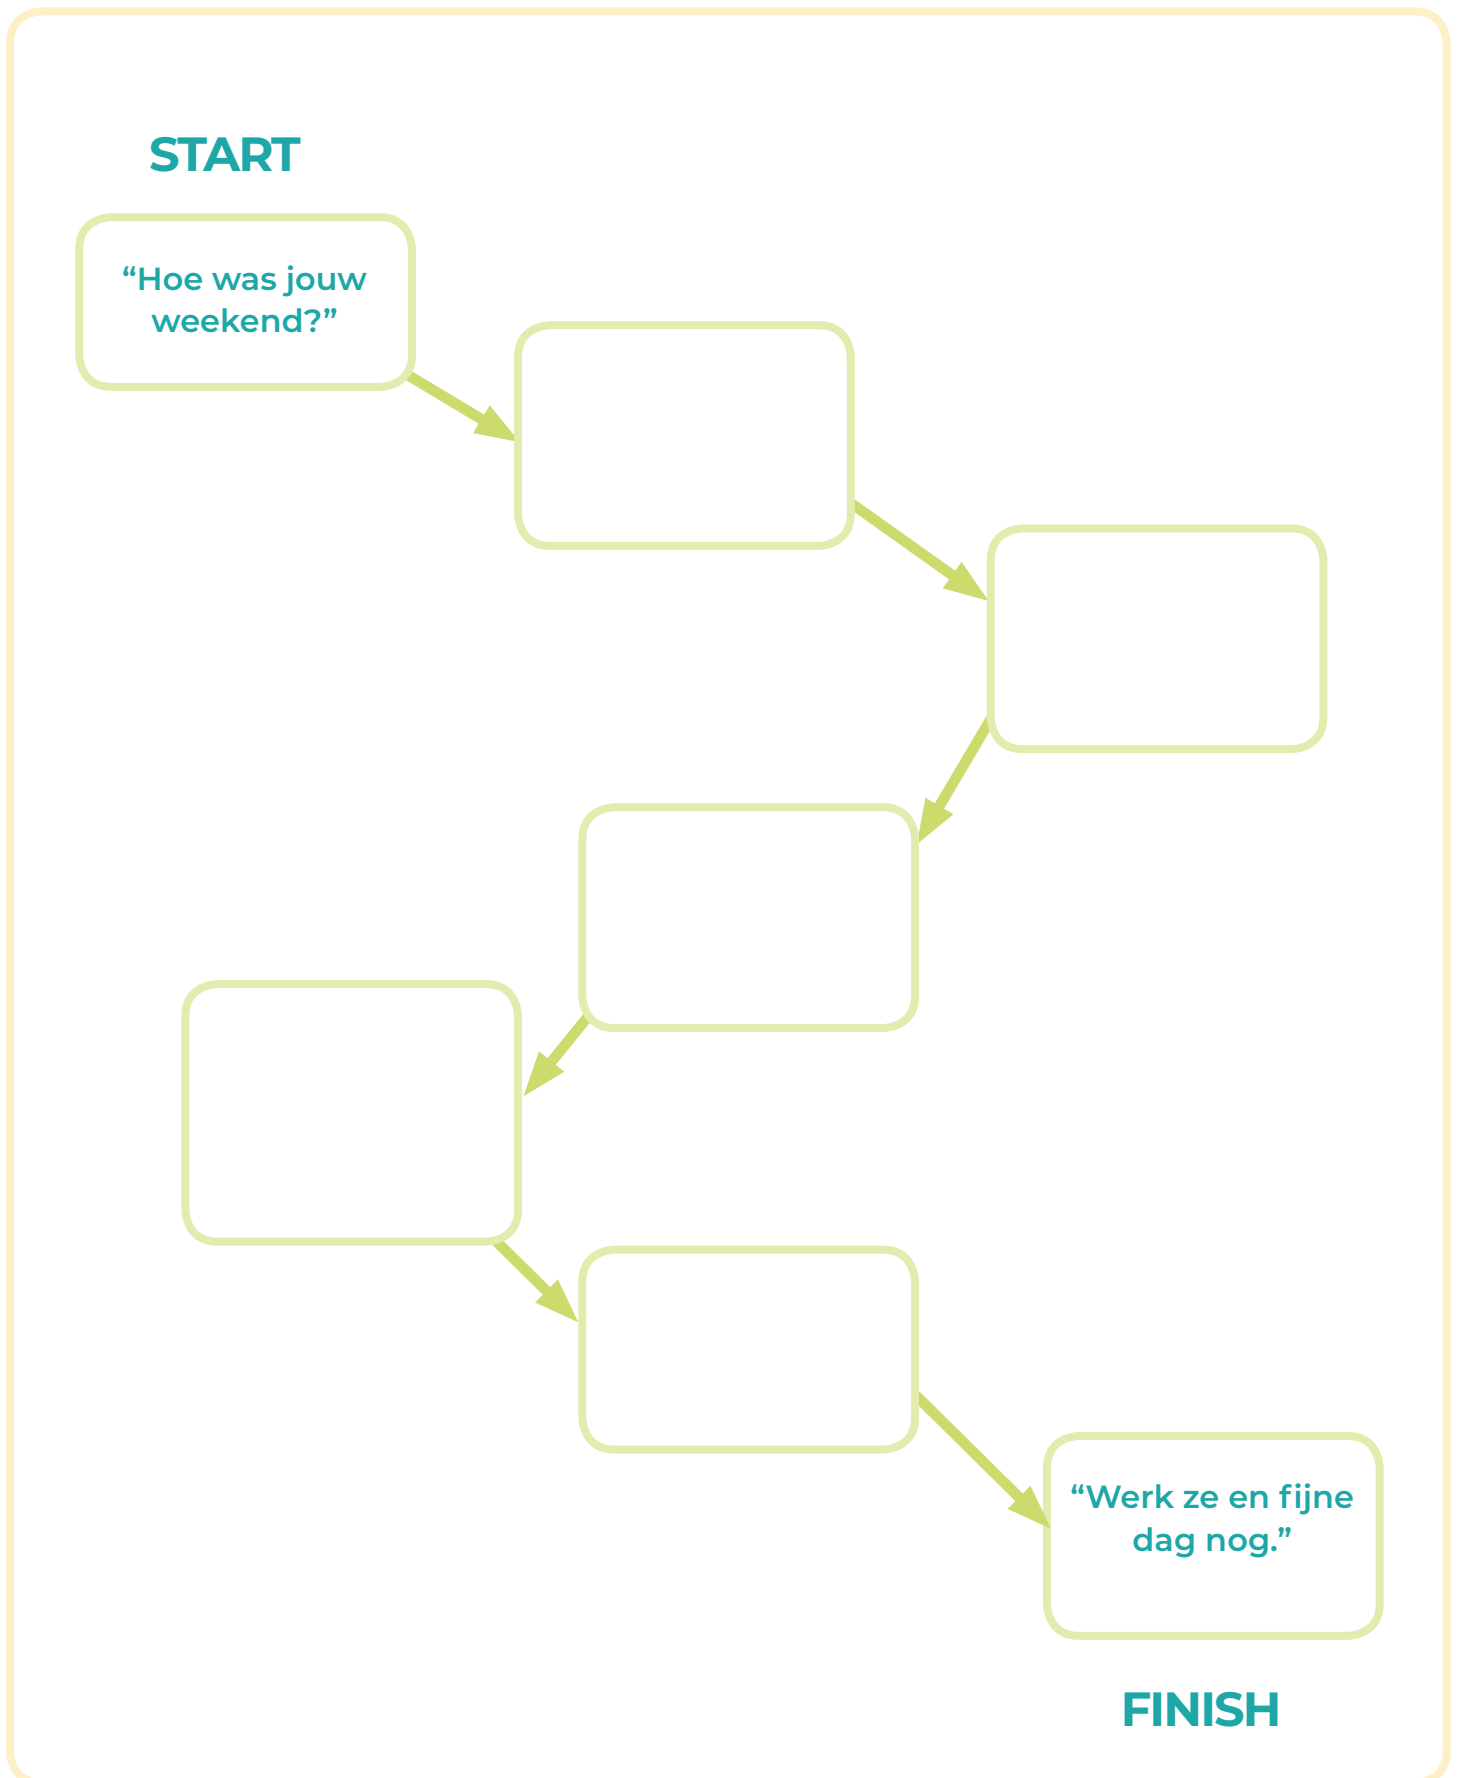 START
“Hoe was jouw
weekend?”
“Werk ze en fijne
dag nog.”
FINISH